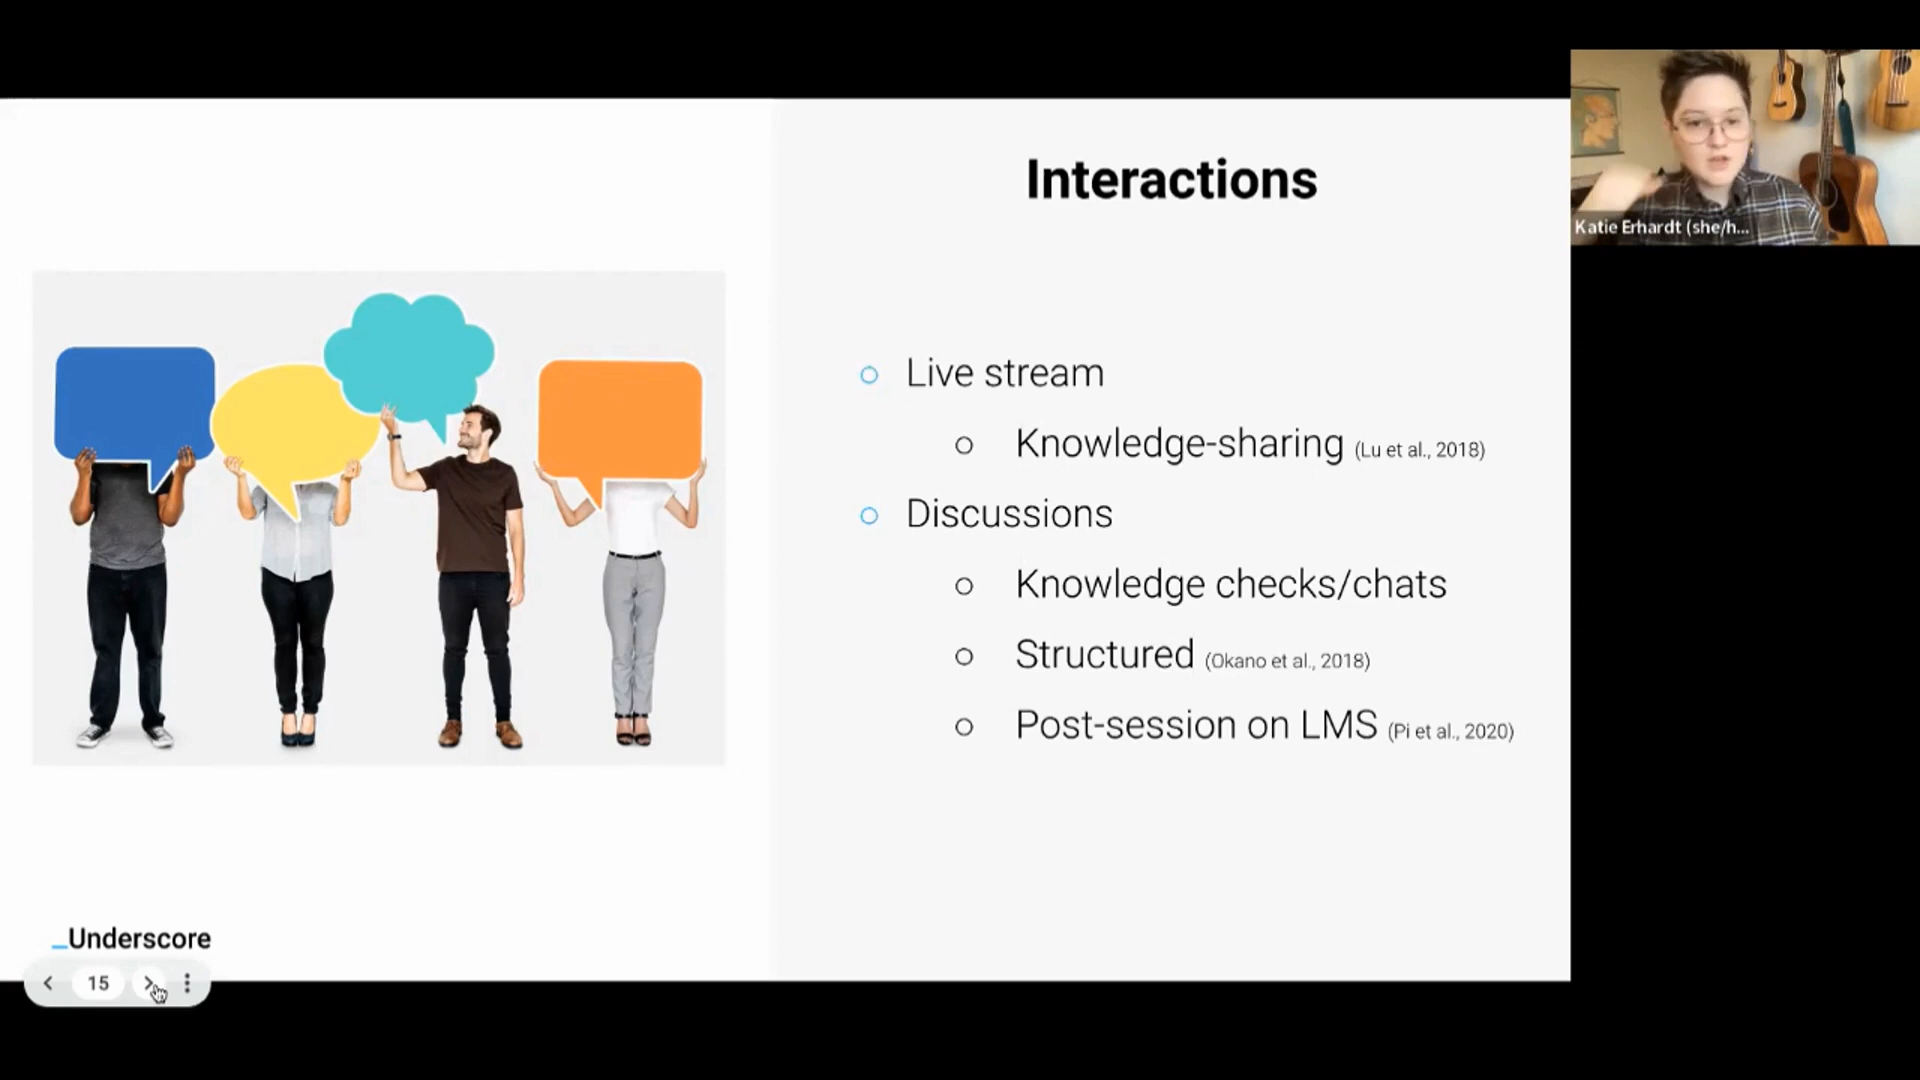 Interactions
Live stream
Knowledge-sharing (Lu et al., 2018)
Discussions
Knowledge checks/chats
Structured (Okano et al., 2018)
Post-session on LMS (Pi et al., 2020)
_Underscore
15
Katie Erhardt (she/h...